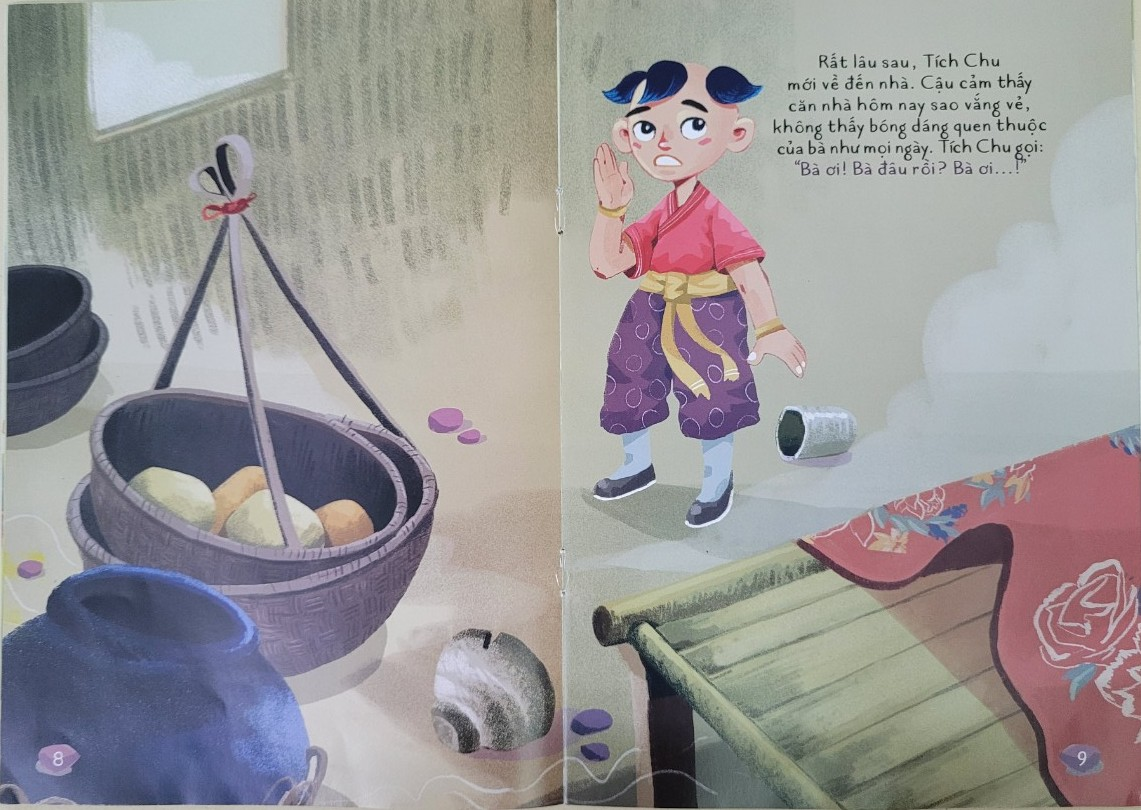 Rất lâu sau, Tích Chu
mới về đến nhà. Cậu cảm thấy
căn nhà hôm nay sao vắng vẻ,
không thấy bóng dáng quen thuộc
của bà như mọi ngày. Tích Chu gọi:
“Bà ơi! Bà đâu rồi? Bà ơi...!”
8
9